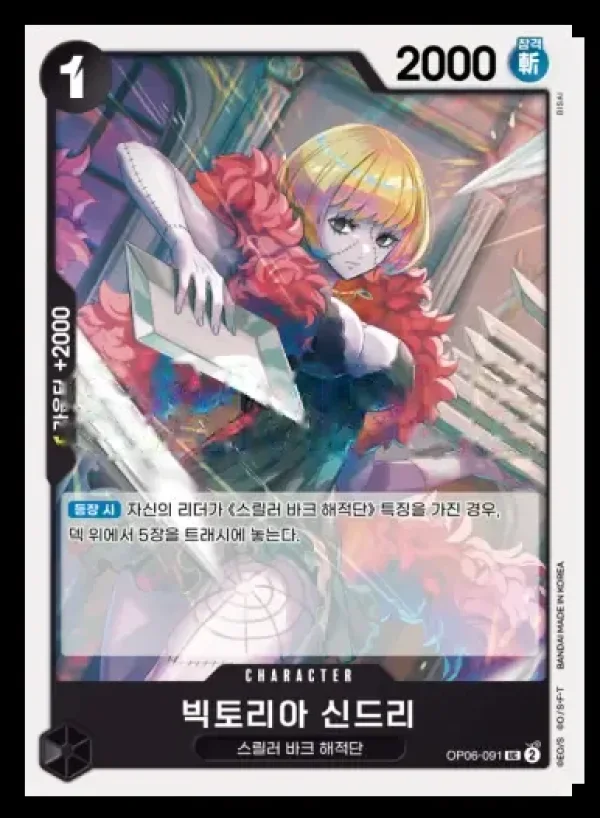 1
2000
참격
斬
BISAI
+2000
등장 시 자신의 리더가 《스릴러 바크 해적단》 특징을 가진 경우,
덱 위에서 5장을 트래시에 놓는다.
CHARACTER
빅토리아 신드리
스릴러 바크 해적단
OP06-091 UC 2
©EO/S ©O./S·F·T BANDAI MADE IN KOREA